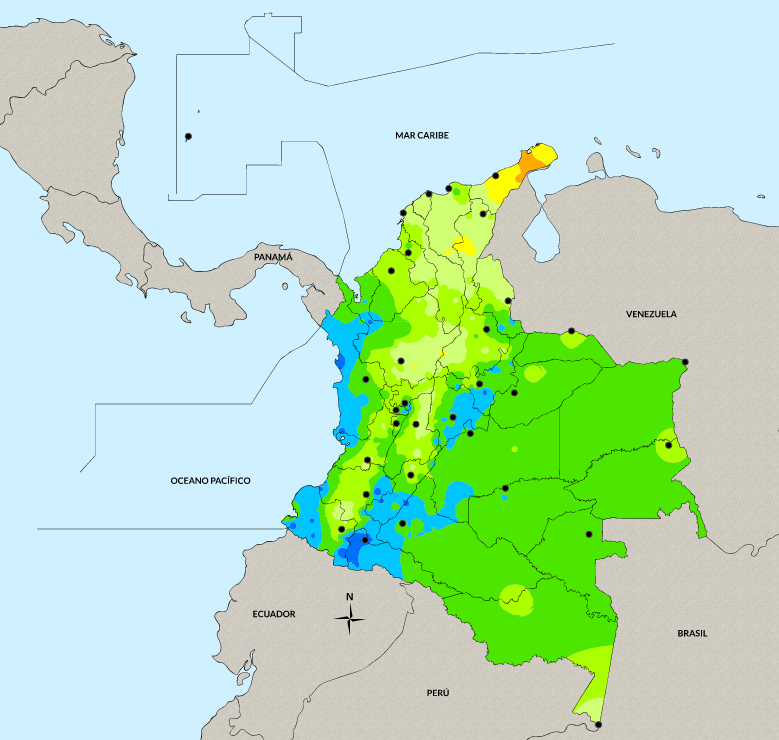 MAR CARIBE
PANAMÁ
VENEZUELA
OCEANO PACÍFICO
N
ECUADOR
BRASIL
PERÚ